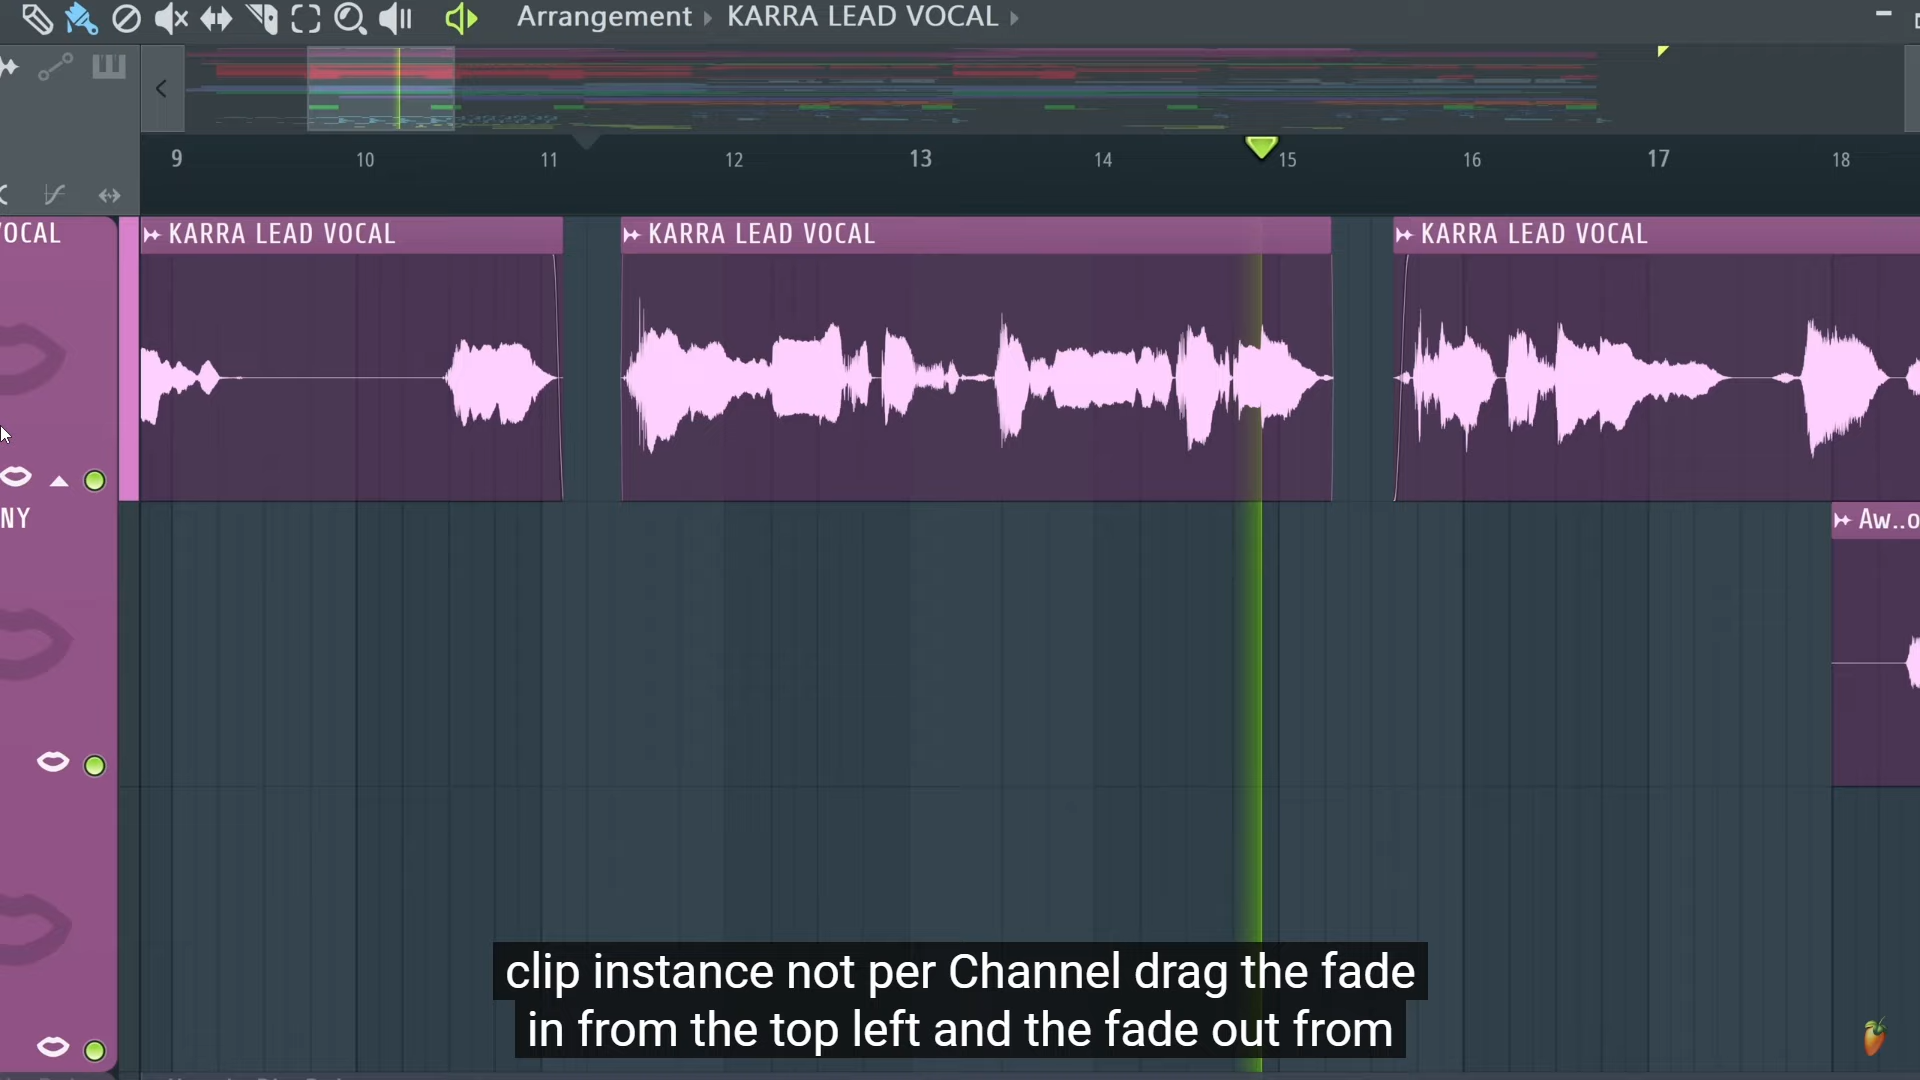 Arrangement KARRA LEAD VOCAL
9 10 11 12 13 14 15 16 17 18
OCAL
KARRA LEAD VOCAL
KARRA LEAD VOCAL
KARRA LEAD VOCAL
NY
Aw..o
clip instance not per Channel drag the fade
in from the top left and the fade out from